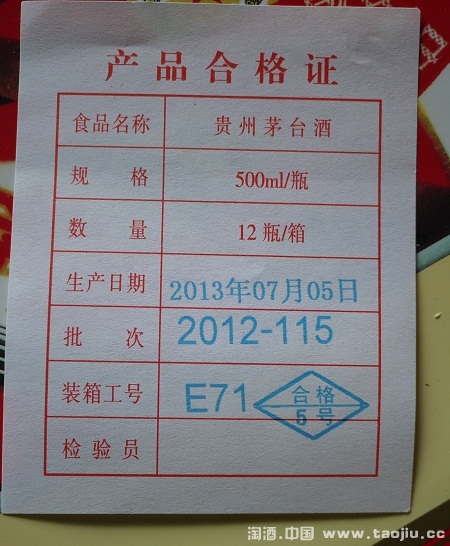 产品合格证
食品名称 贵州茅台酒
规格 500ml/瓶
数量 12瓶/箱
生产日期 2013年07月05日
批次 2012-115
装箱工号 E71 合格
5号
检验员
淘酒.中国 www.taojiu.cc